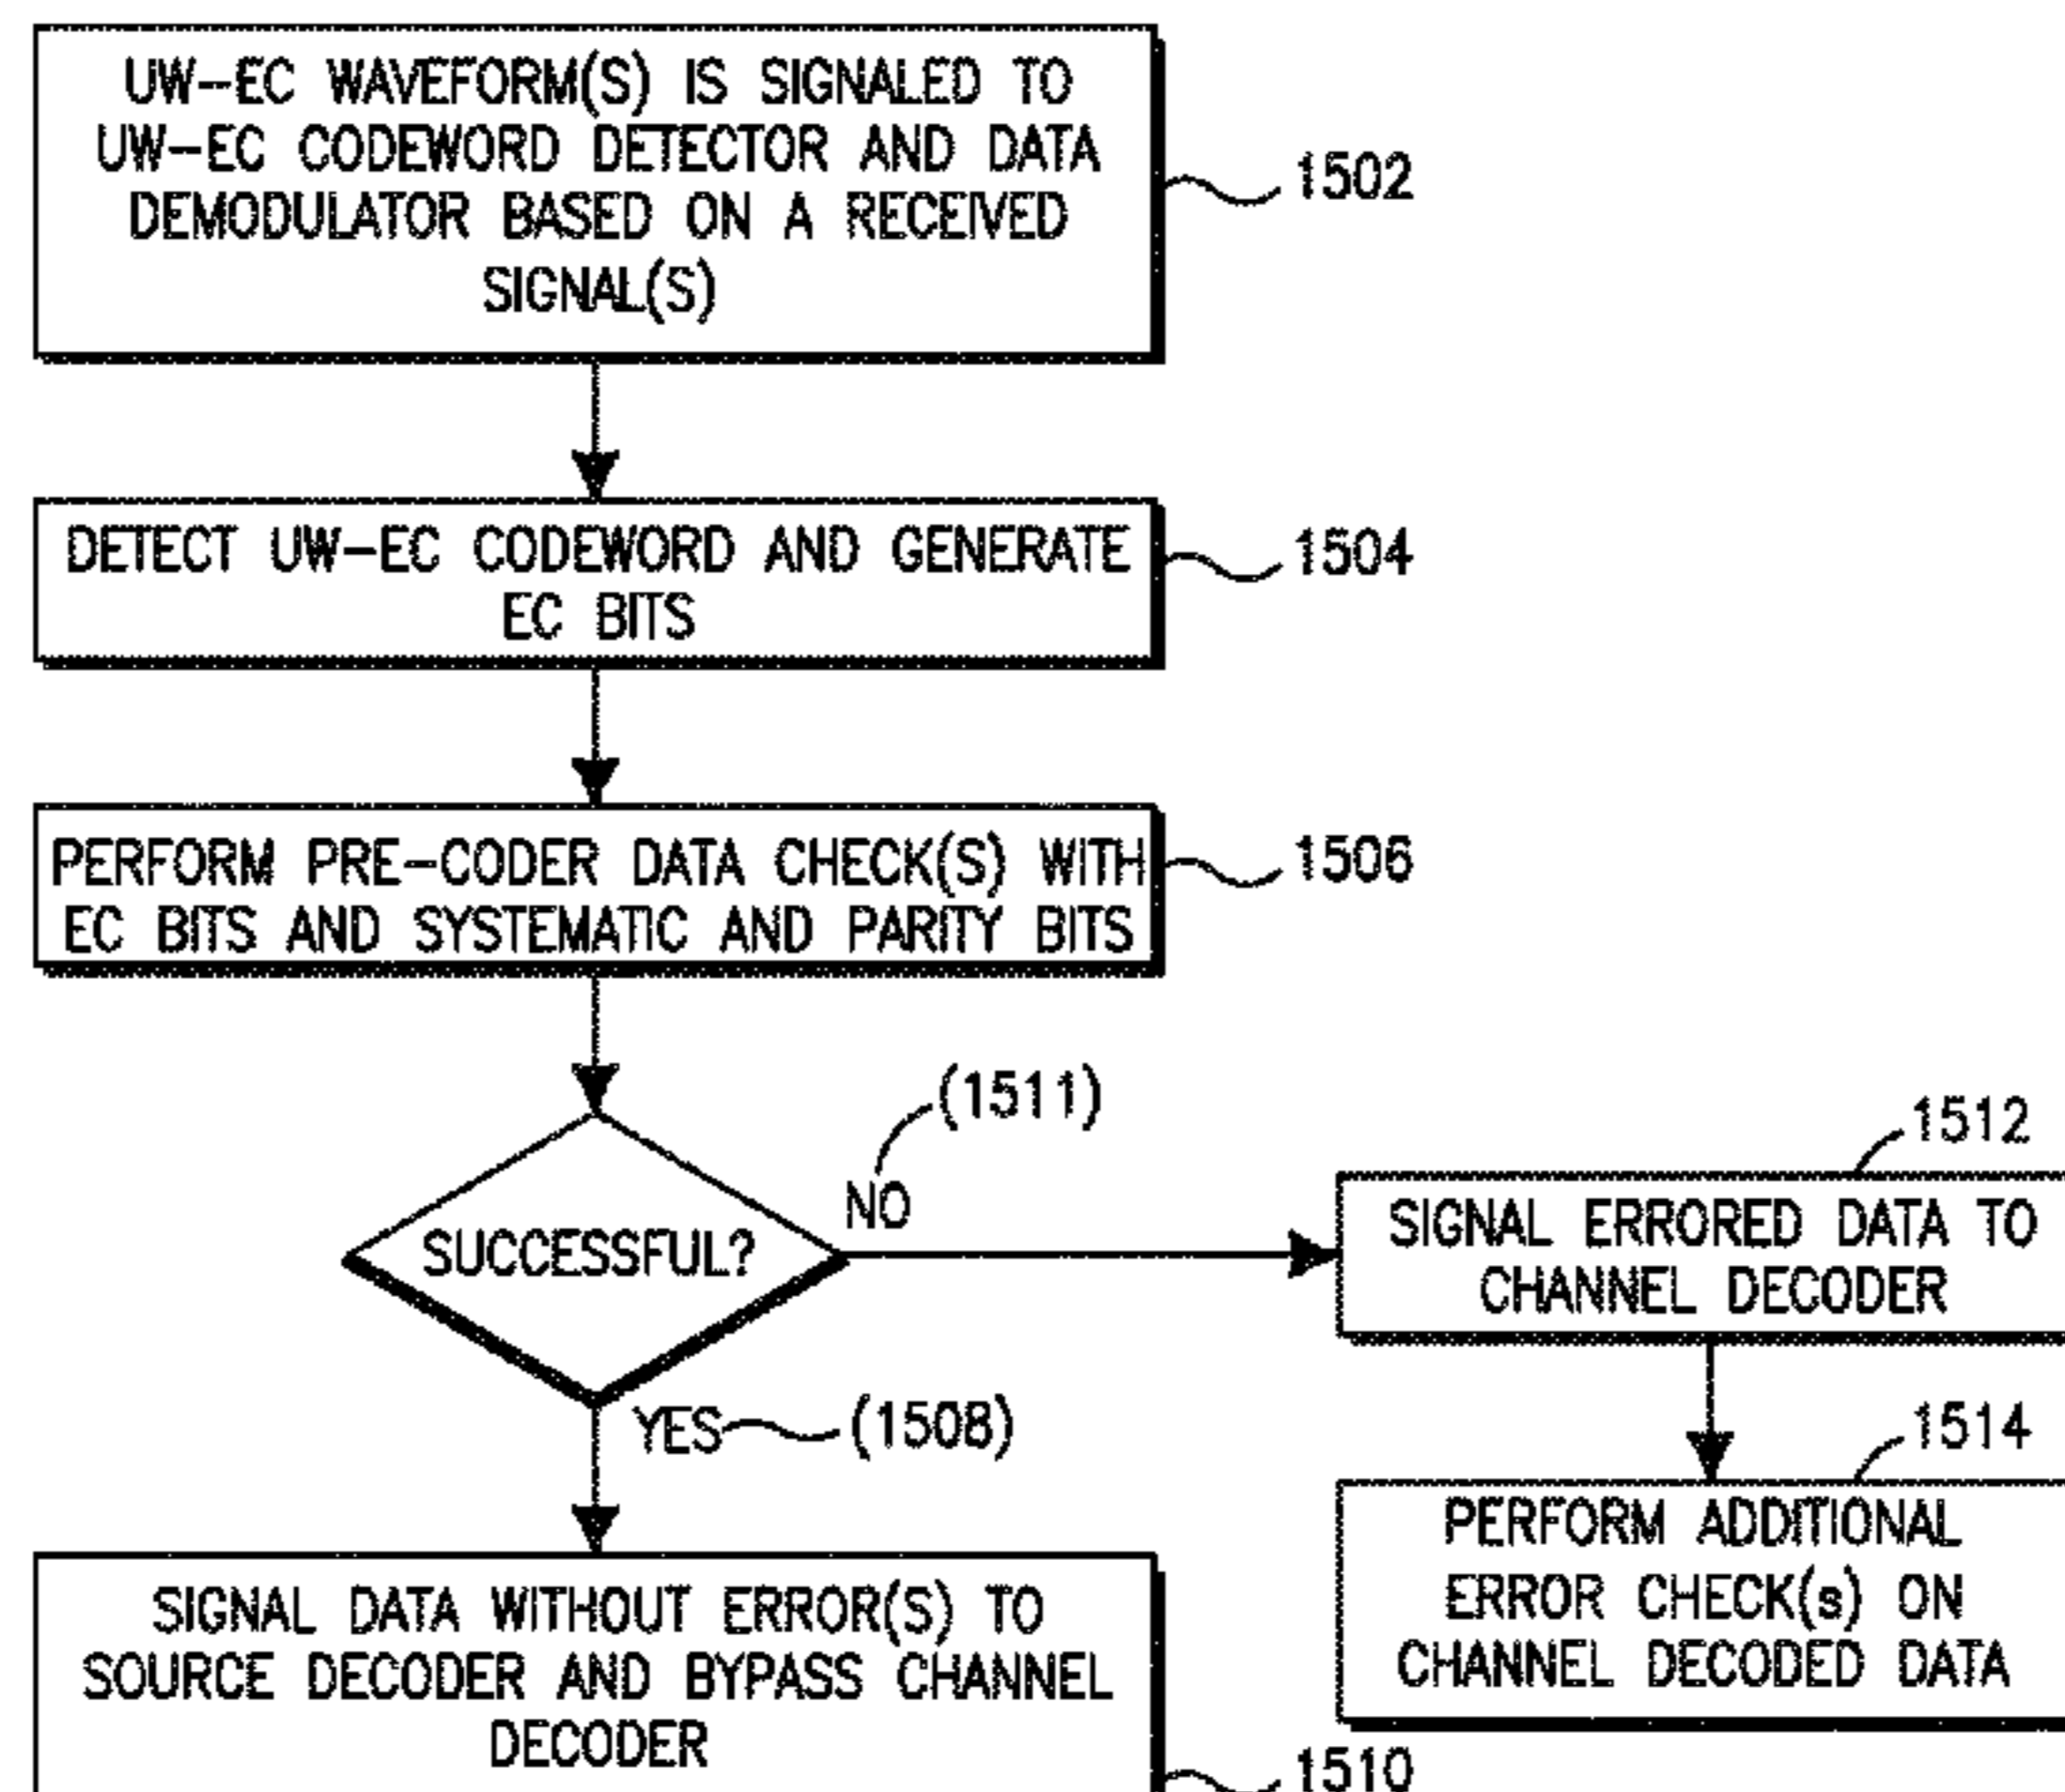 UW-EC WAVEFORM(S) IS SIGNALED TO
UW-EC CODEWORD DETECTOR AND DATA
DEMODULATOR BASED ON A RECEIVED
SIGNAL(S)
1502
DETECT UW-EC CODEWORD AND GENERATE
EC BITS
1504
PERFORM PRE-CODER DATA CHECK(S) WITH
EC BITS AND SYSTEMATIC AND PARITY BITS
1506
SUCCESSFUL?
NO
(1511)
YES
(1508)
1512
SIGNAL ERRORED DATA TO
CHANNEL DECODER
1514
PERFORM ADDITIONAL
ERROR CHECK(s) ON
CHANNEL DECODED DATA
SIGNAL DATA WITHOUT ERROR(S) TO
SOURCE DECODER AND BYPASS CHANNEL
DECODER
1510